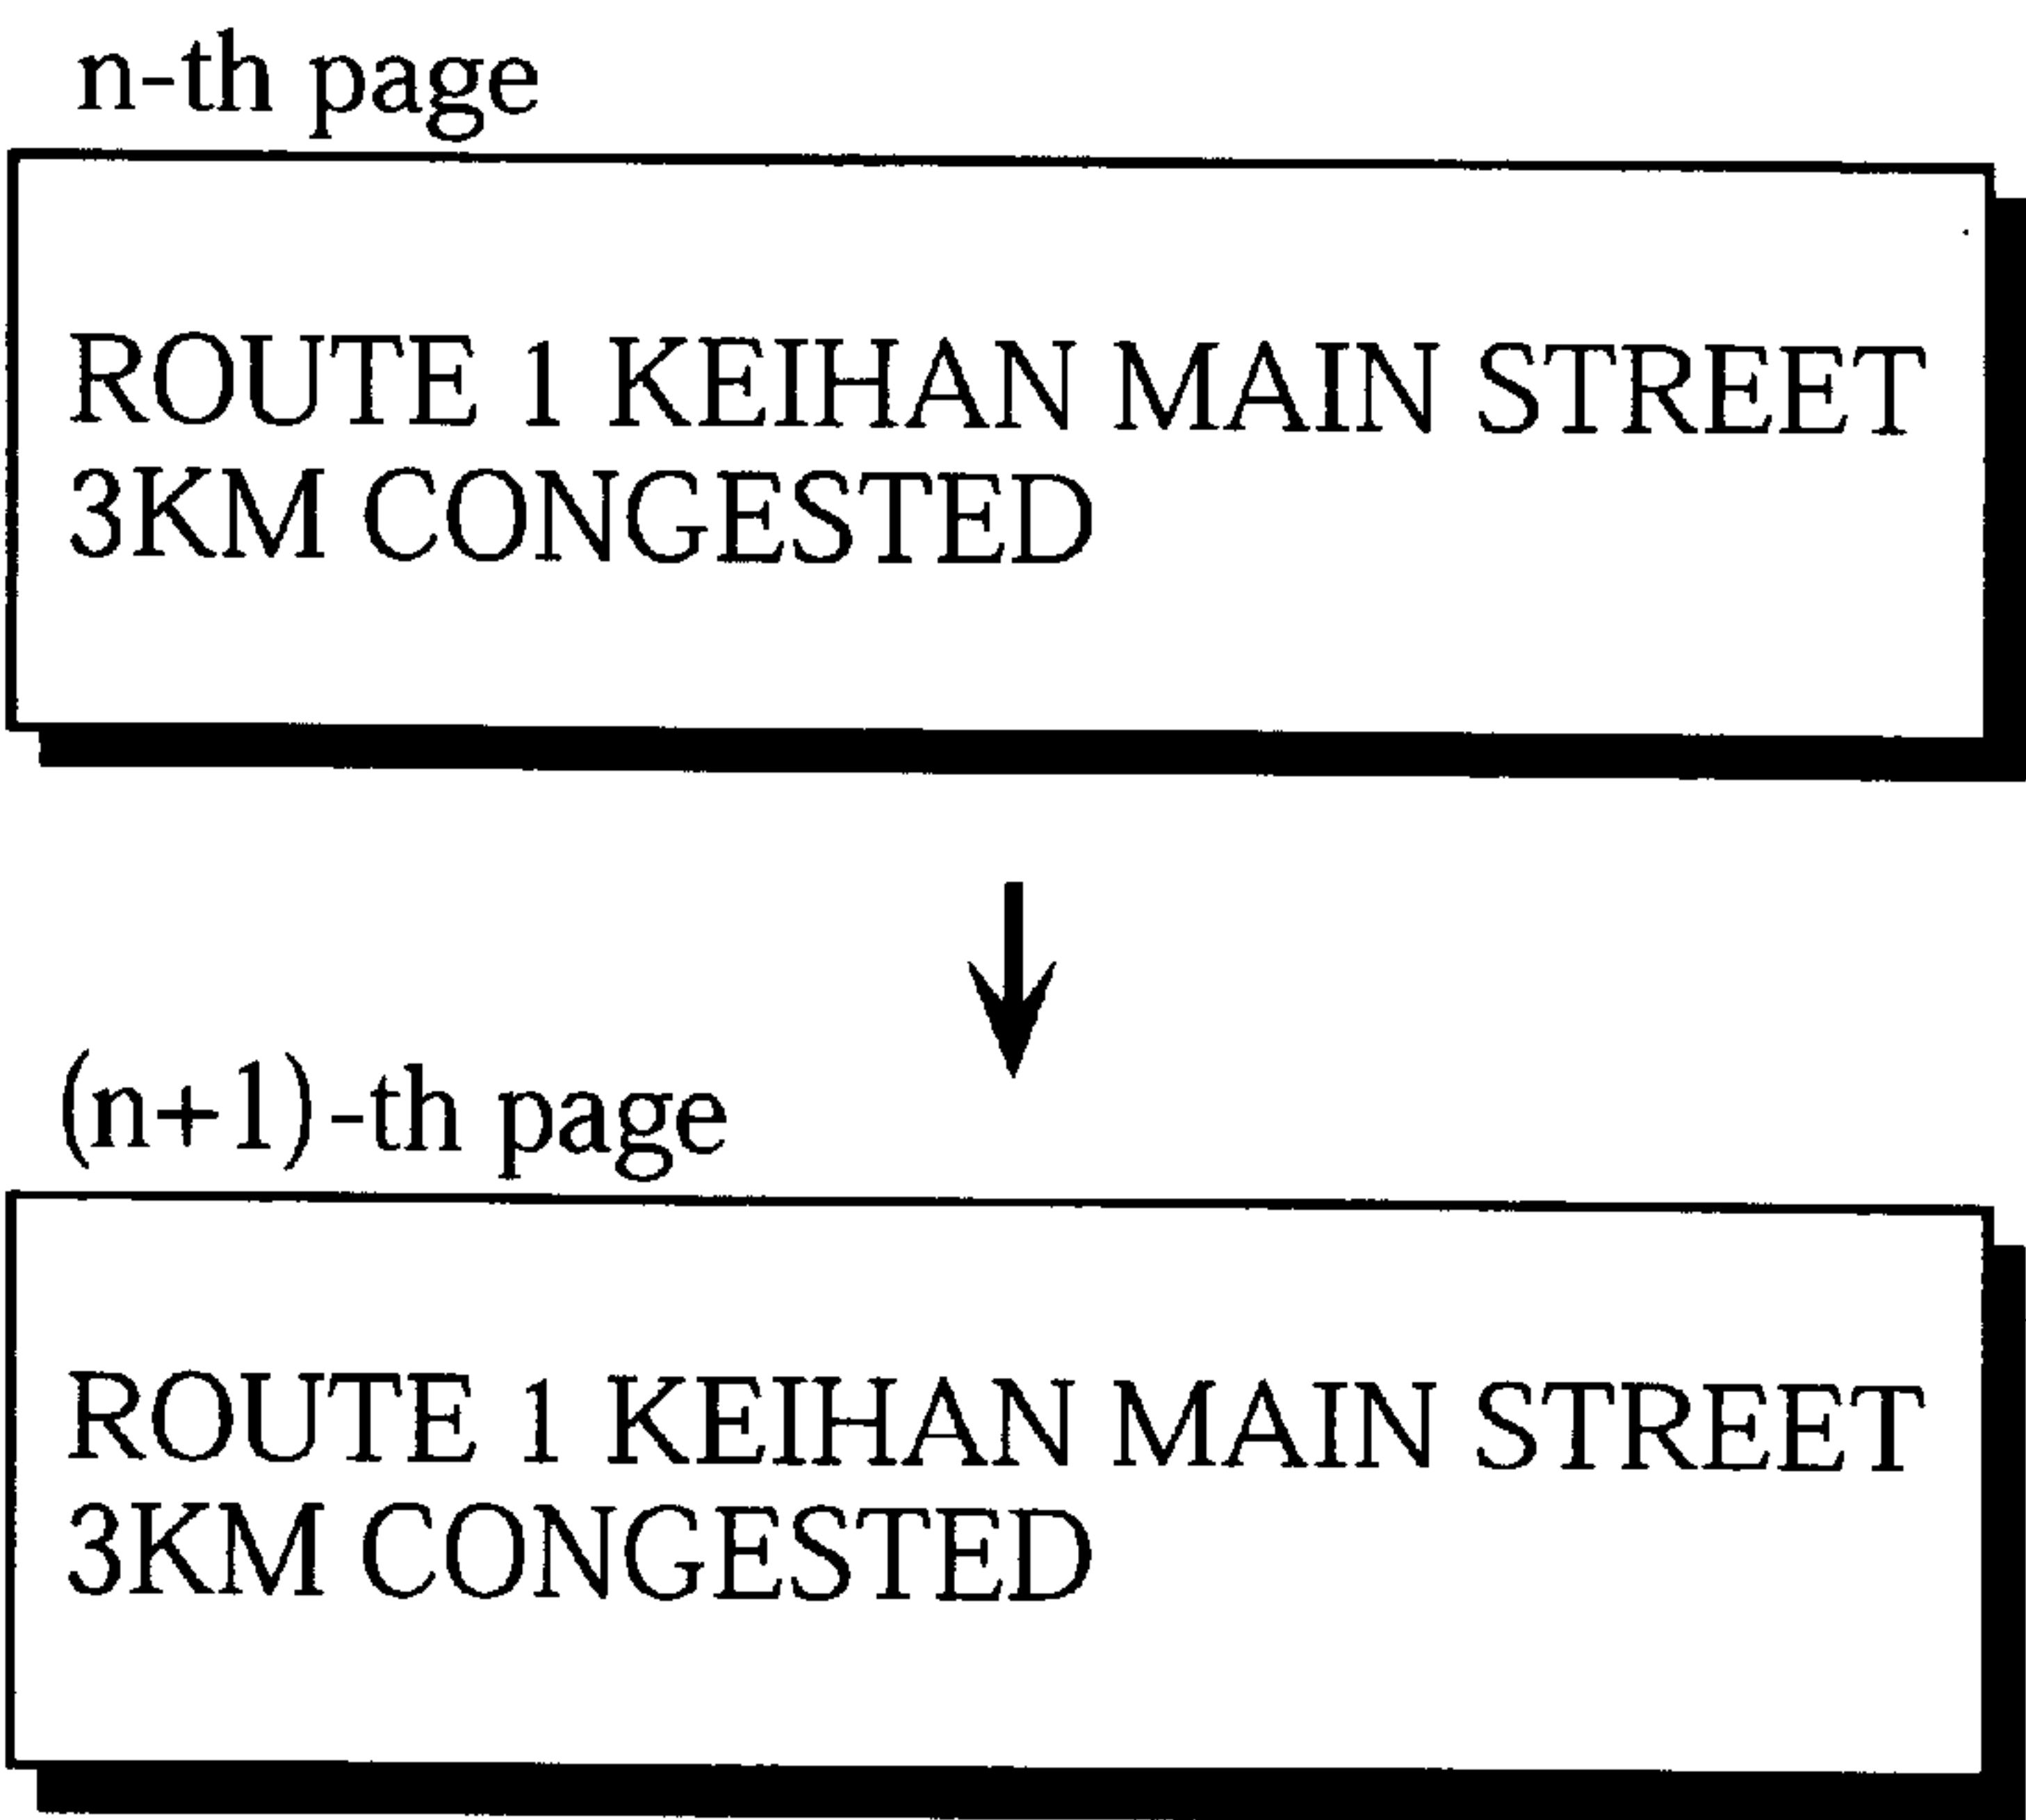 n-th page
ROUTE 1 KEIHAN MAIN STREET
3KM CONGESTED
(n+1)-th page
ROUTE 1 KEIHAN MAIN STREET
3KM CONGESTED